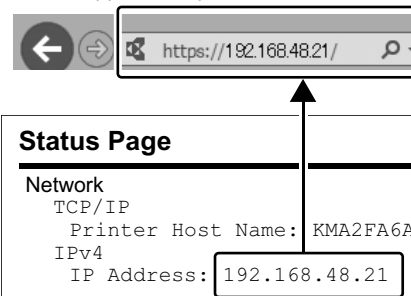 https://192.168.48.21/
Status Page
Network
TCP/IP
Printer Host Name: KMA2FA6A
IPv4
IP Address: 192.168.48.21